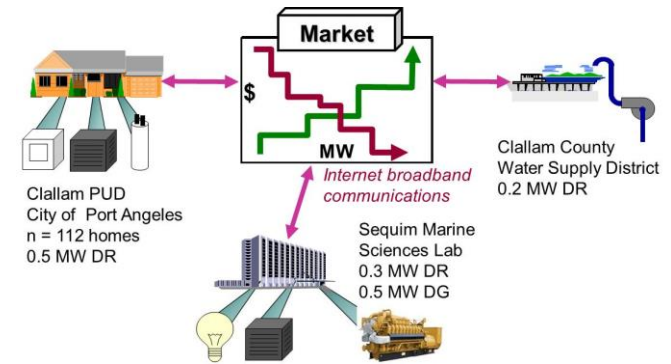 Market
$
MW
Internet broadband
communications
Clallam PUD
City of Port Angeles
n = 112 homes
0.5 MW DR
Sequim Marine
Sciences Lab
0.3 MW DR
0.5 MW DG
Clallam County
Water Supply District
0.2 MW DR